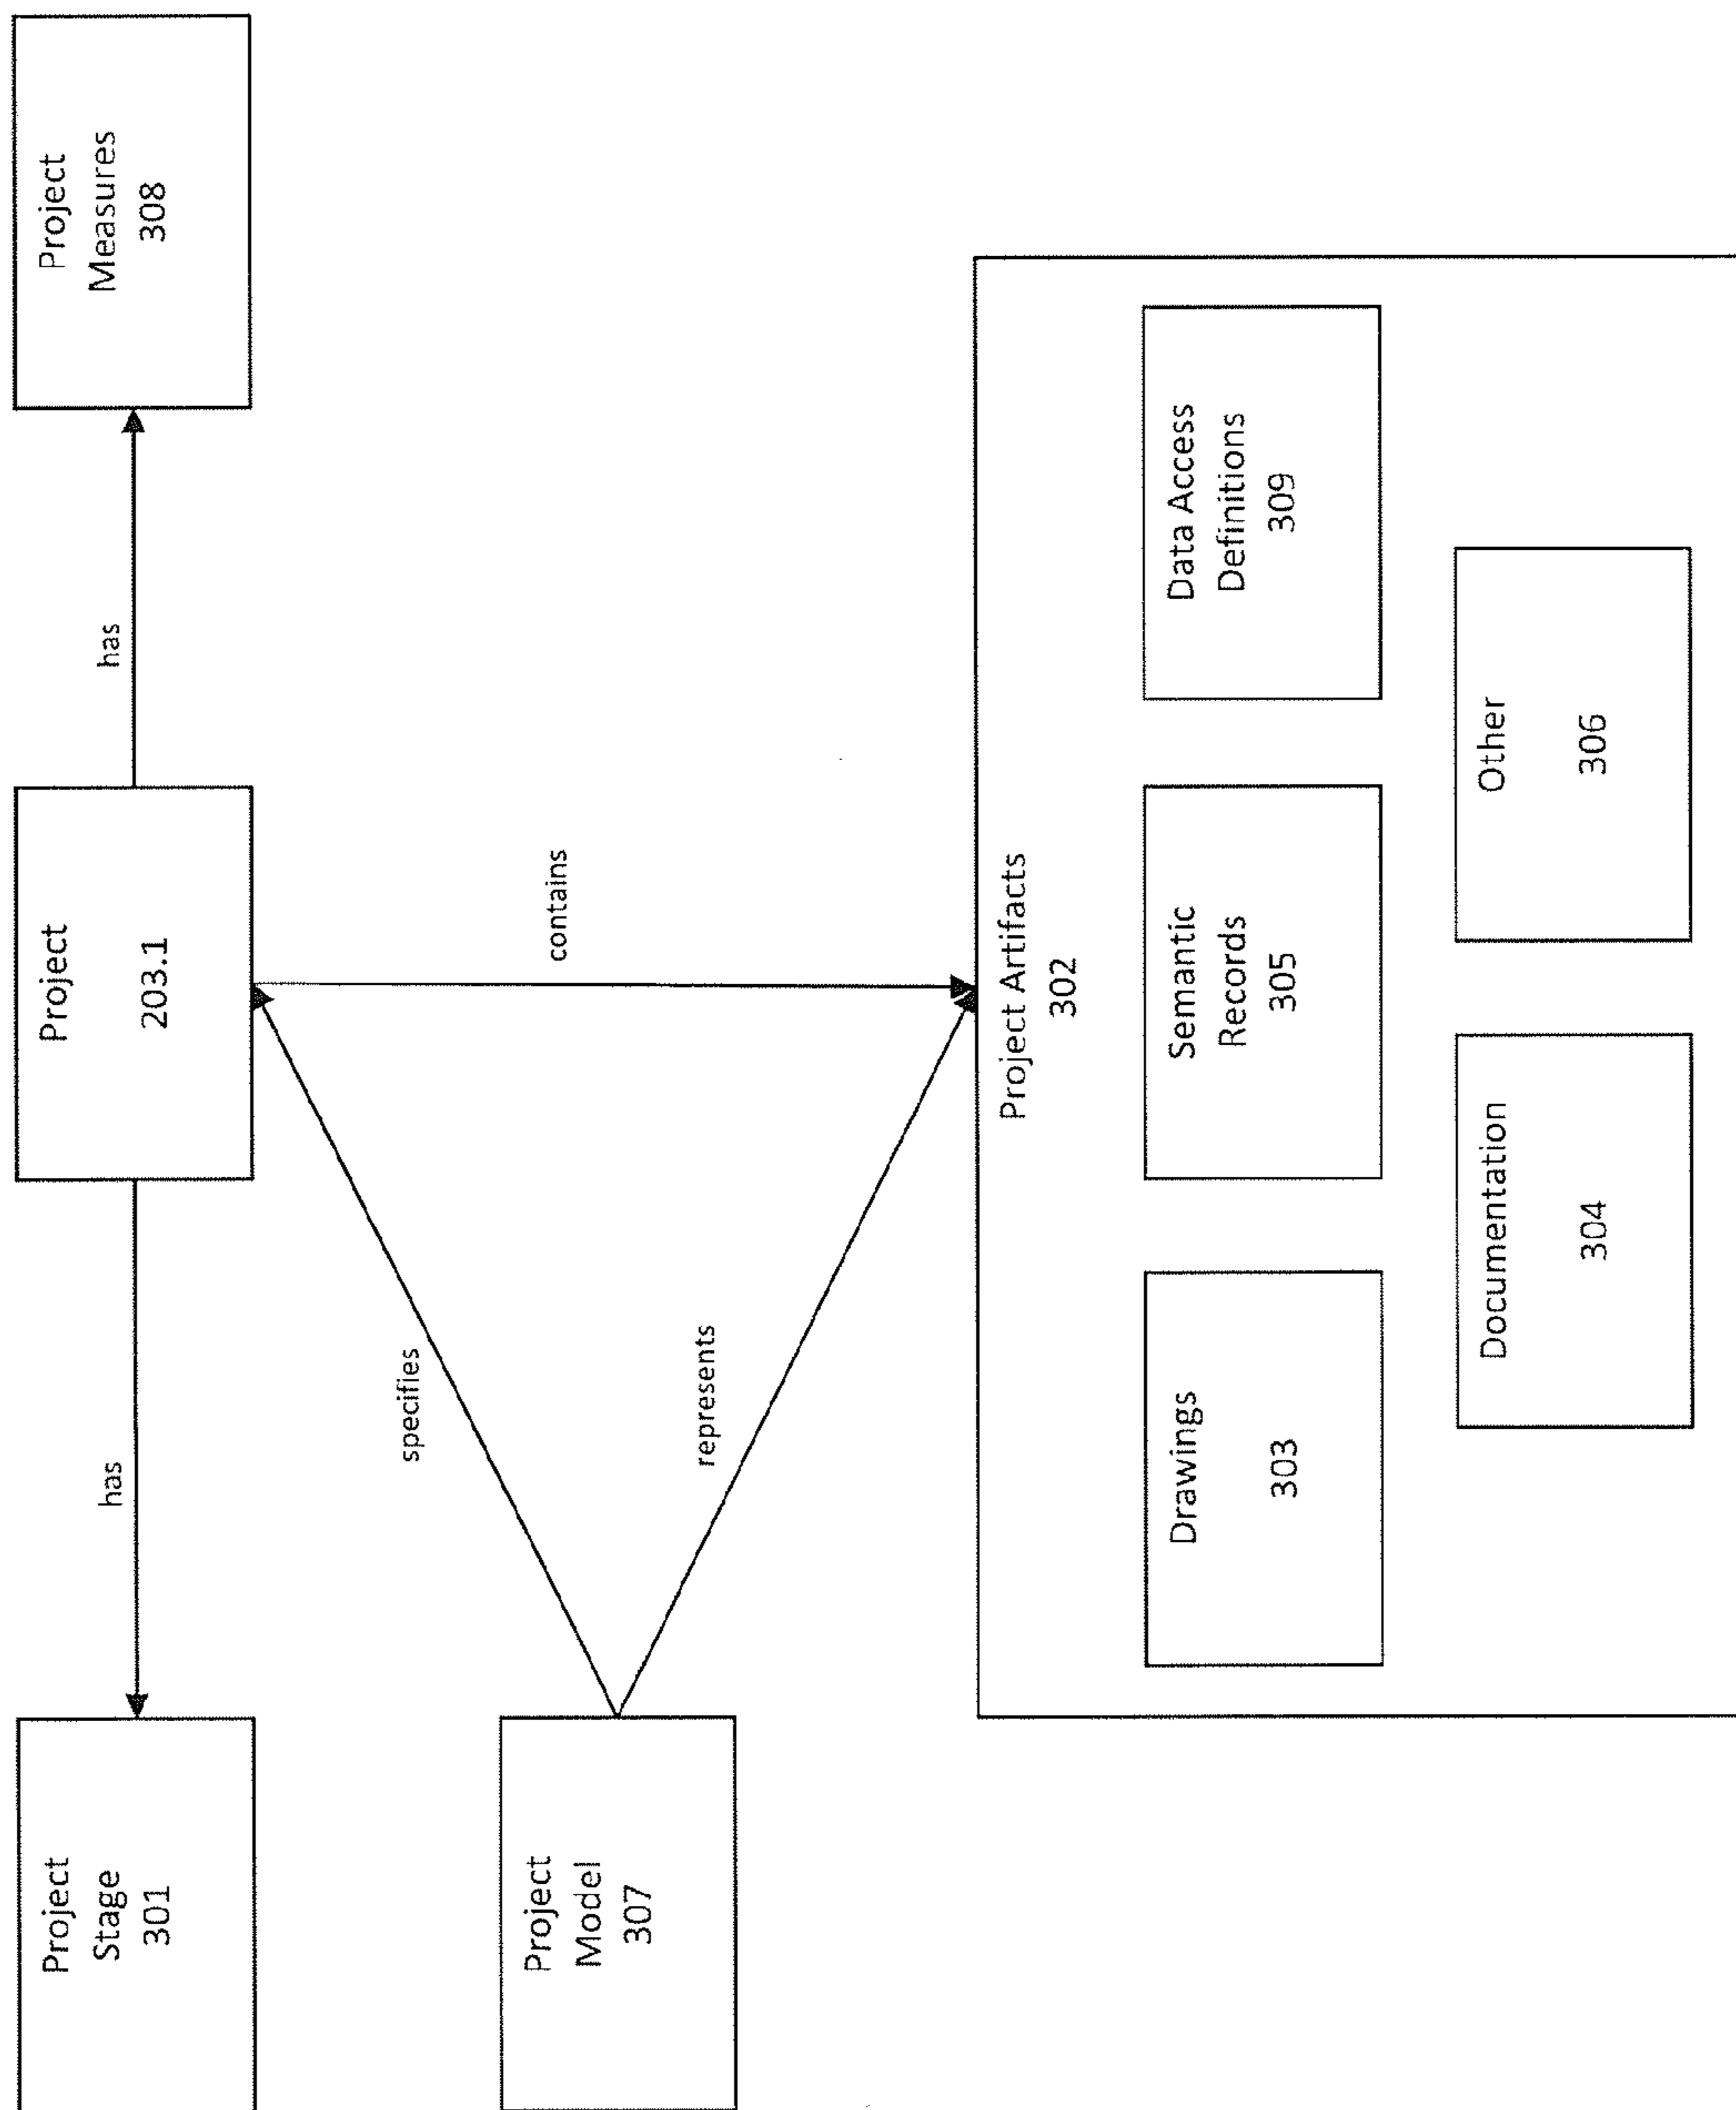 Project
Stage
301
has
Project
203.1
has
Project
Measures
308
Project
Model
307
specifies
represents
contains
Project Artifacts
302
Drawings
303
Semantic
Records
305
Data Access
Definitions
309
Documentation
304
Other
306